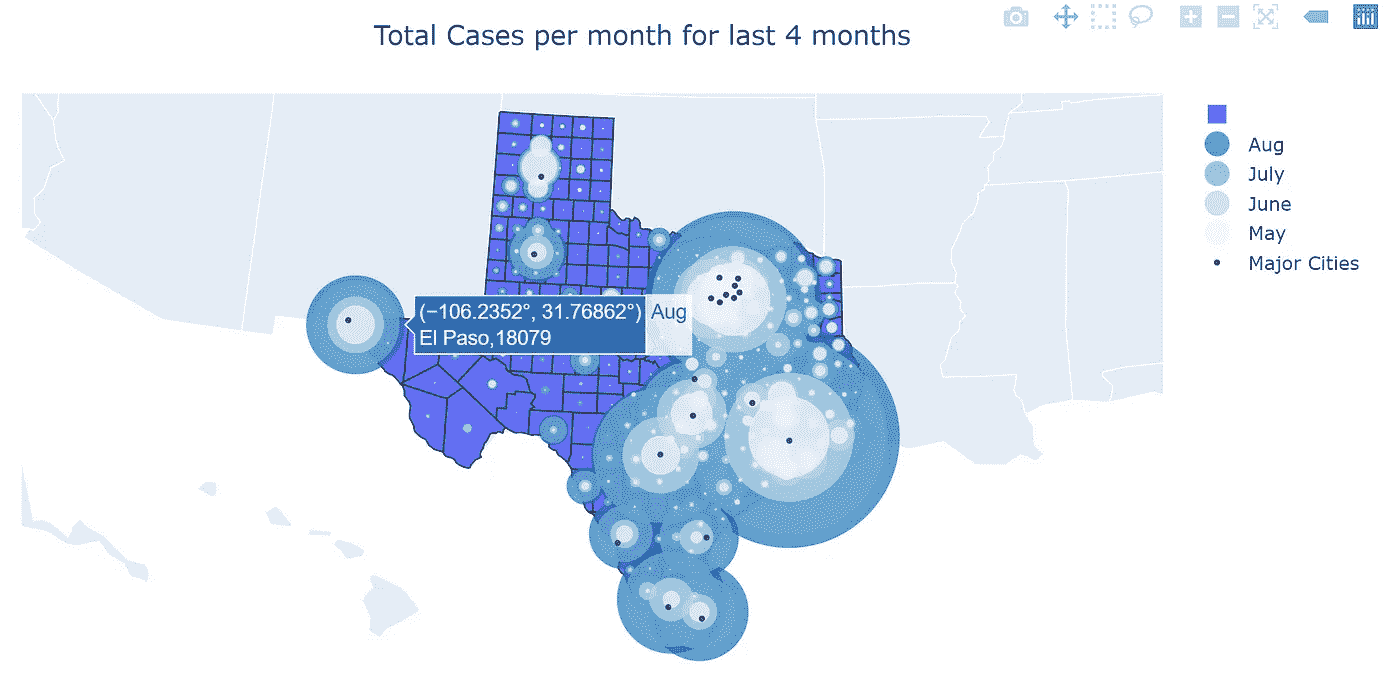 Total Cases per month for last 4 months
Aug
July
June
May
Major Cities
(−106.2352°, 31.76862°) Aug
El Paso,18079